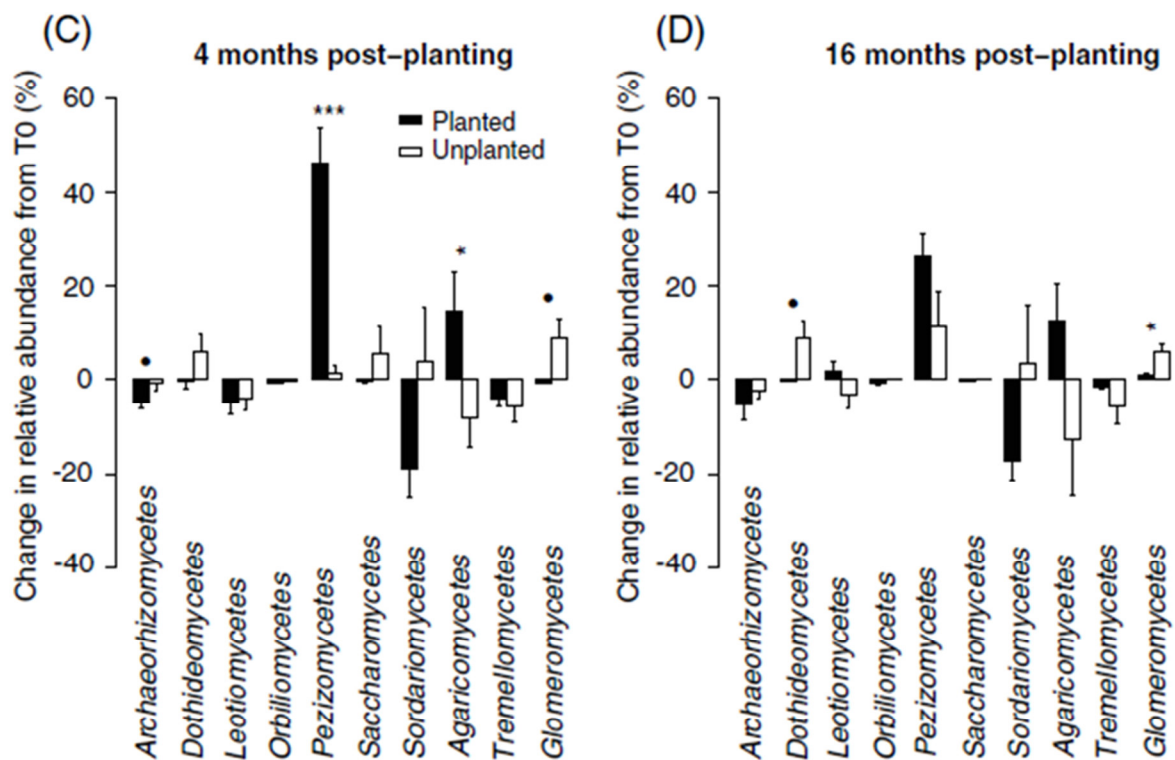 (C)
4 months post–planting
Change in relative abundance from T0 (%)
60
40
20
0
-20
-40
***
Planted
Unplanted
*
•
•
Archaeorhizomycetes
Dothideomycetes
Leotiomycetes
Orbiliomycetes
Pezizomycetes
Saccharomycetes
Sordariomycetes
Agaricomycetes
Tremellomycetes
Glomeromycetes
(D)
16 months post–planting
Change in relative abundance from T0 (%)
60
40
20
0
-20
-40
•
*
Archaeorhizomycetes
Dothideomycetes
Leotiomycetes
Orbiliomycetes
Pezizomycetes
Saccharomycetes
Sordariomycetes
Agaricomycetes
Tremellomycetes
Glomeromycetes